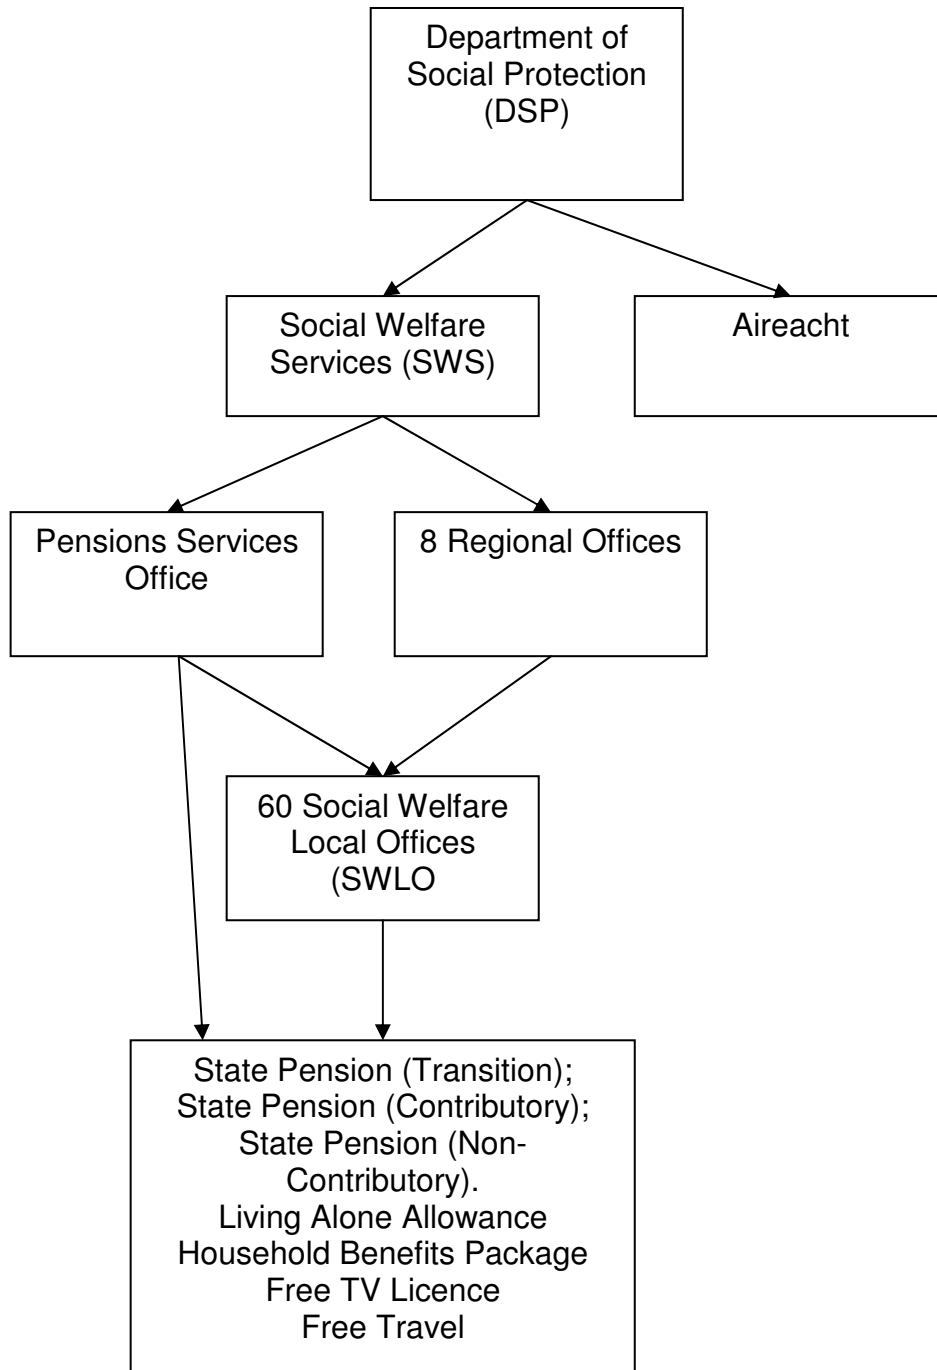 Department of
Social Protection
(DSP)
Social Welfare
Services (SWS)
Aireacht
Pensions Services
Office
8 Regional Offices
60 Social Welfare
Local Offices
(SWLO
State Pension (Transition);
State Pension (Contributory);
State Pension (Non-
Contributory).
Living Alone Allowance
Household Benefits Package
Free TV Licence
Free Travel